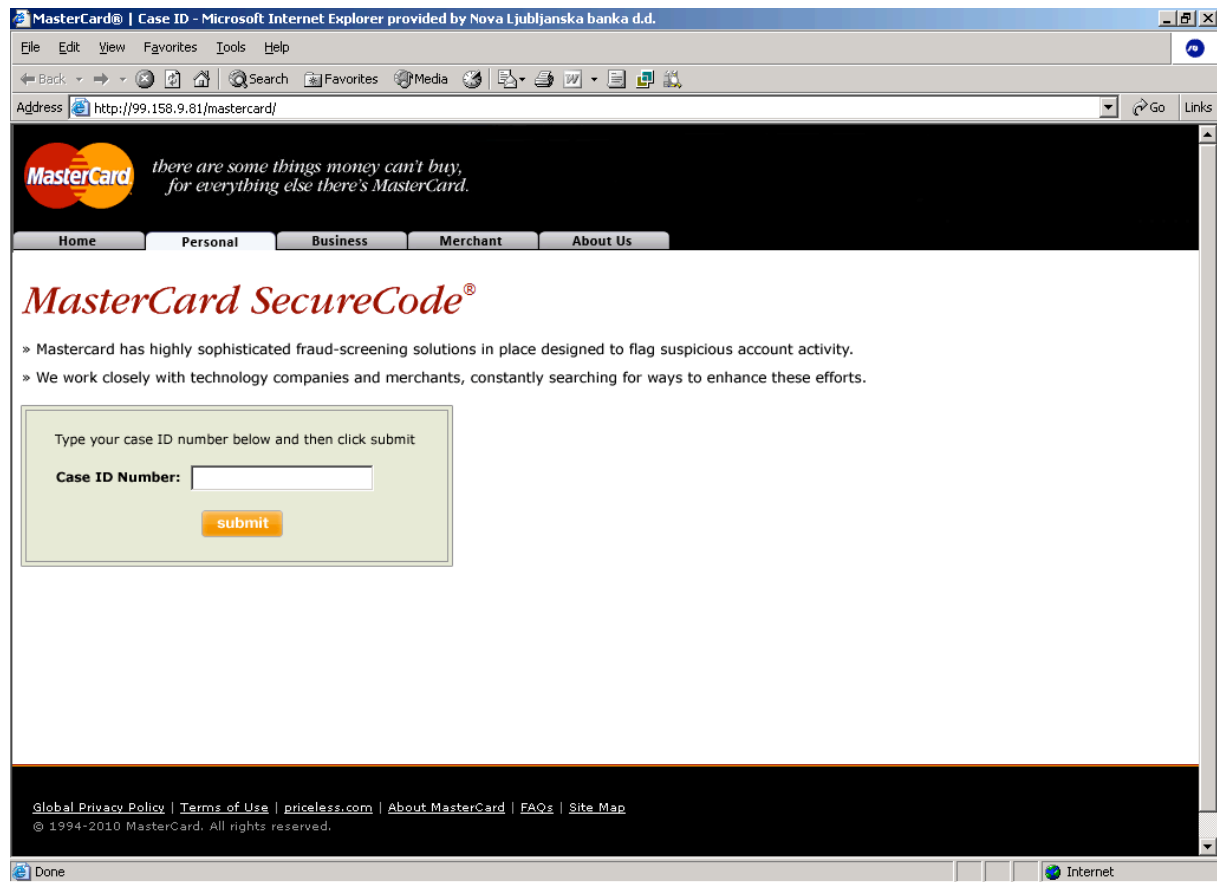 MasterCard® | Case ID - Microsoft Internet Explorer provided by Nova Ljubljanska banka d.d.
File Edit View Favorites Tools Help
Back Search Favorites Media
Address http://99.158.9.81/mastercard/ Go Links
MasterCard
there are some things money can't buy,
for everything else there's MasterCard.
Home Personal Business Merchant About Us
MasterCard SecureCode®
» Mastercard has highly sophisticated fraud-screening solutions in place designed to flag suspicious account activity.
» We work closely with technology companies and merchants, constantly searching for ways to enhance these efforts.
Type your case ID number below and then click submit
Case ID Number:
submit
Global Privacy Policy | Terms of Use | priceless.com | About MasterCard | FAQs | Site Map
© 1994-2010 MasterCard. All rights reserved.
Done Internet